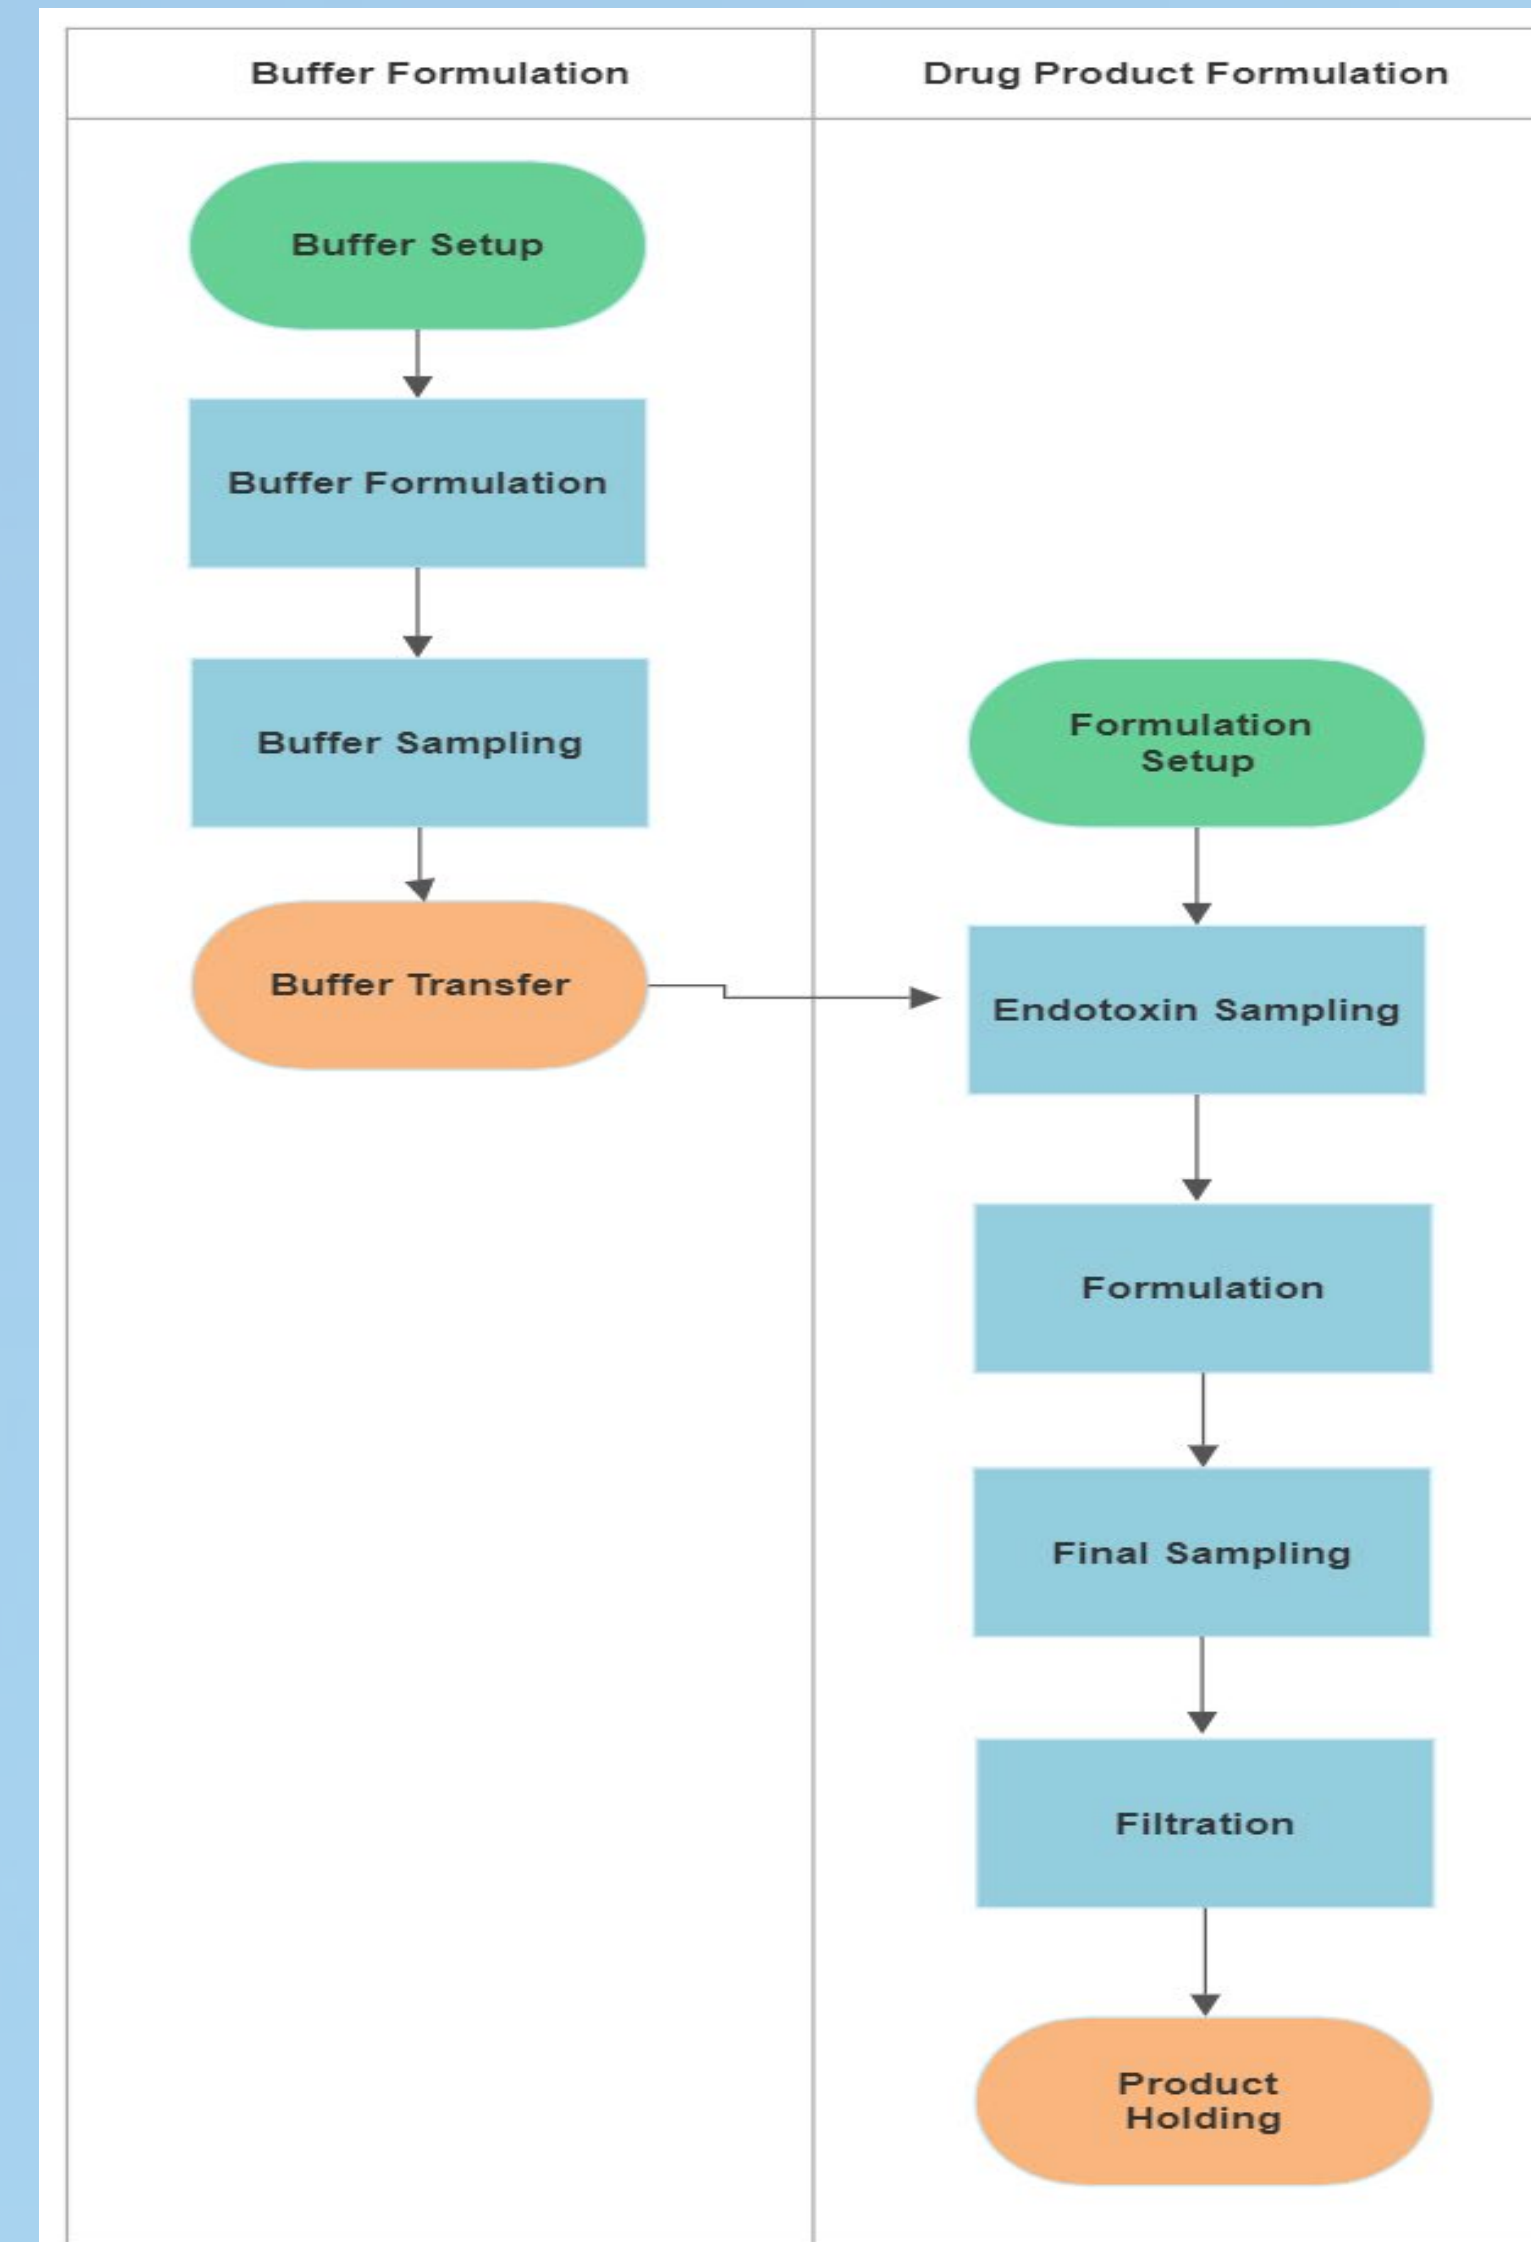 Buffer Formulation
Drug Product Formulation
Buffer Setup
Buffer Formulation
Buffer Sampling
Buffer Transfer
Formulation
Setup
Endotoxin Sampling
Formulation
Final Sampling
Filtration
Product
Holding